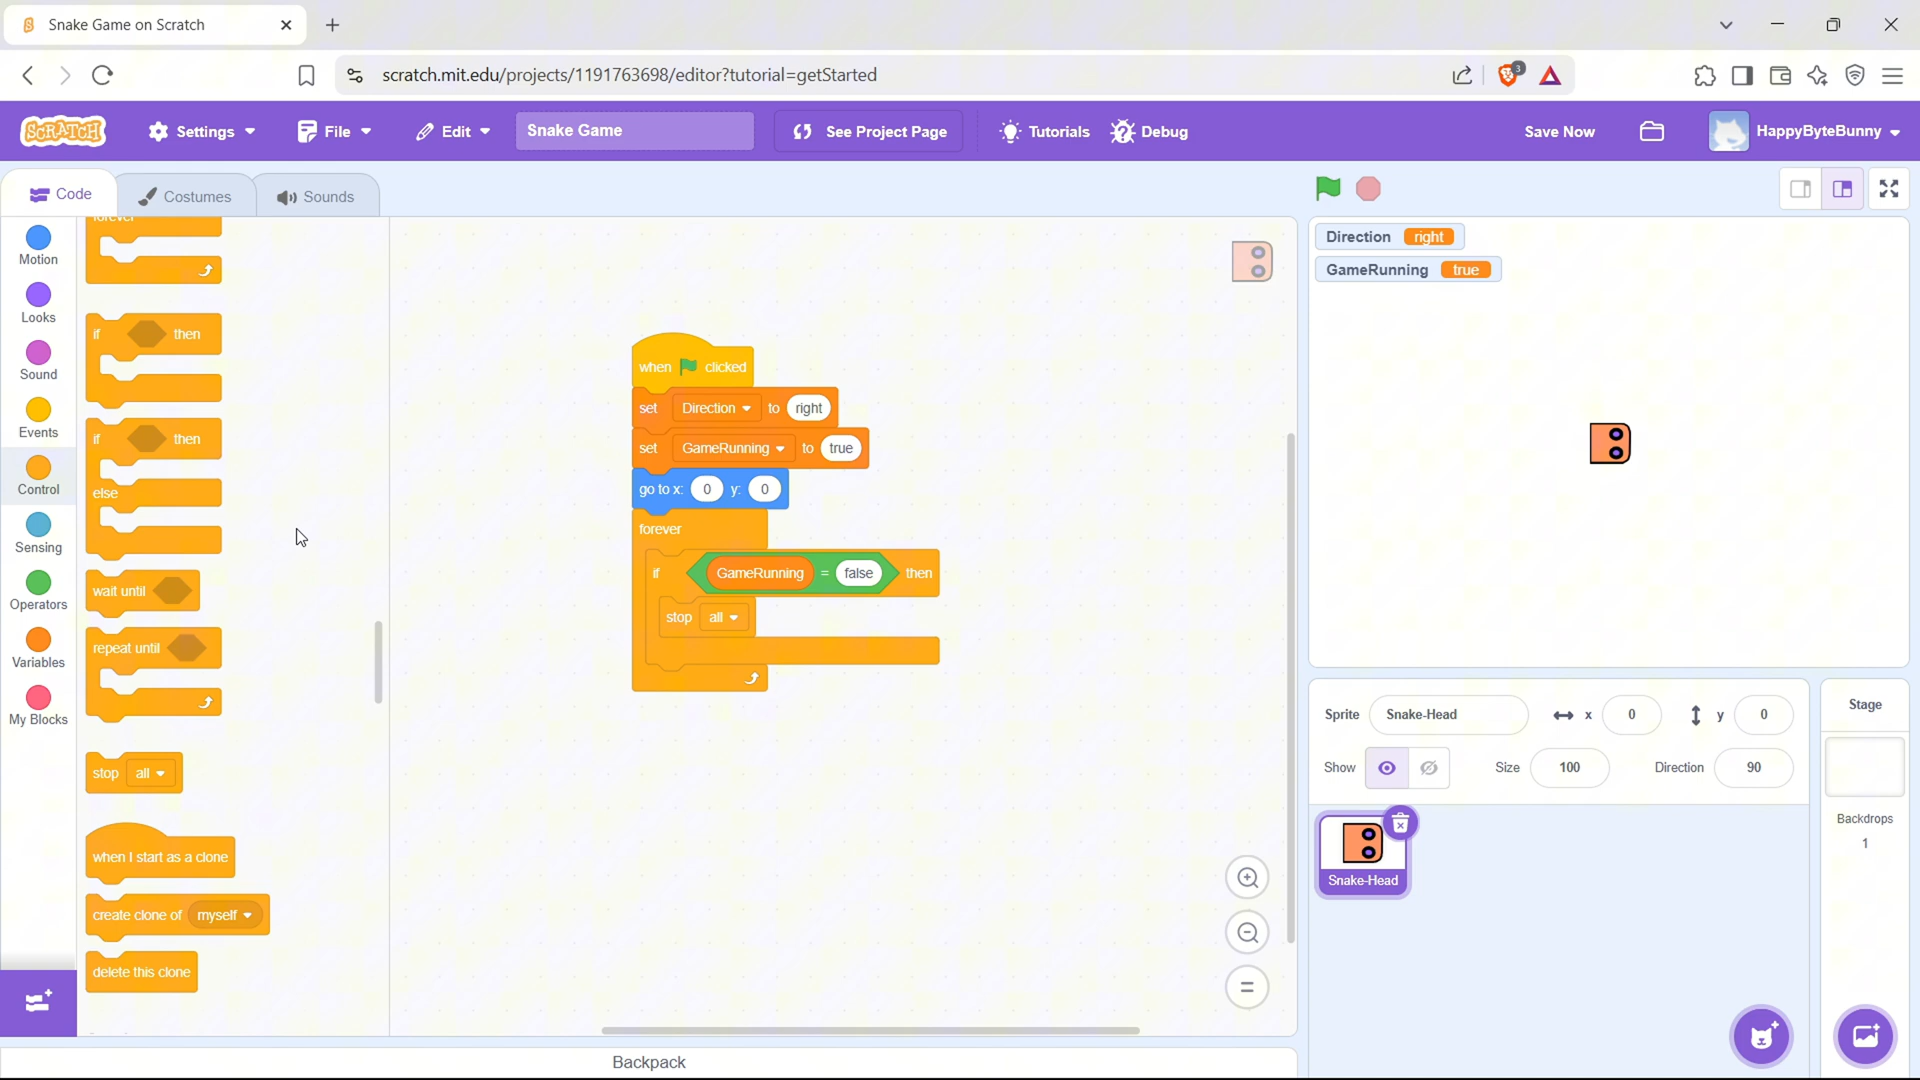 Snake Game on Scratch
scratch.mit.edu/projects/1191763698/editor?tutorial=getStarted
3
SCRATCH
Settings
File
Edit
Snake Game
See Project Page
Tutorials
Debug
Save Now
HappyByteBunny
Code
Costumes
Sounds
Motion
Looks
Sound
Events
Control
Sensing
Operators
Variables
My Blocks
forever
if then
if then
else
wait until
repeat until
stop all
when I start as a clone
create clone of myself
delete this clone
when clicked
set Direction to right
set GameRunning to true
go to x: 0 y: 0
forever
if GameRunning = false then
stop all
Direction right
GameRunning true
Sprite Snake-Head x 0 y 0
Show Size 100 Direction 90
Snake-Head
Stage
Backdrops
1
Backpack